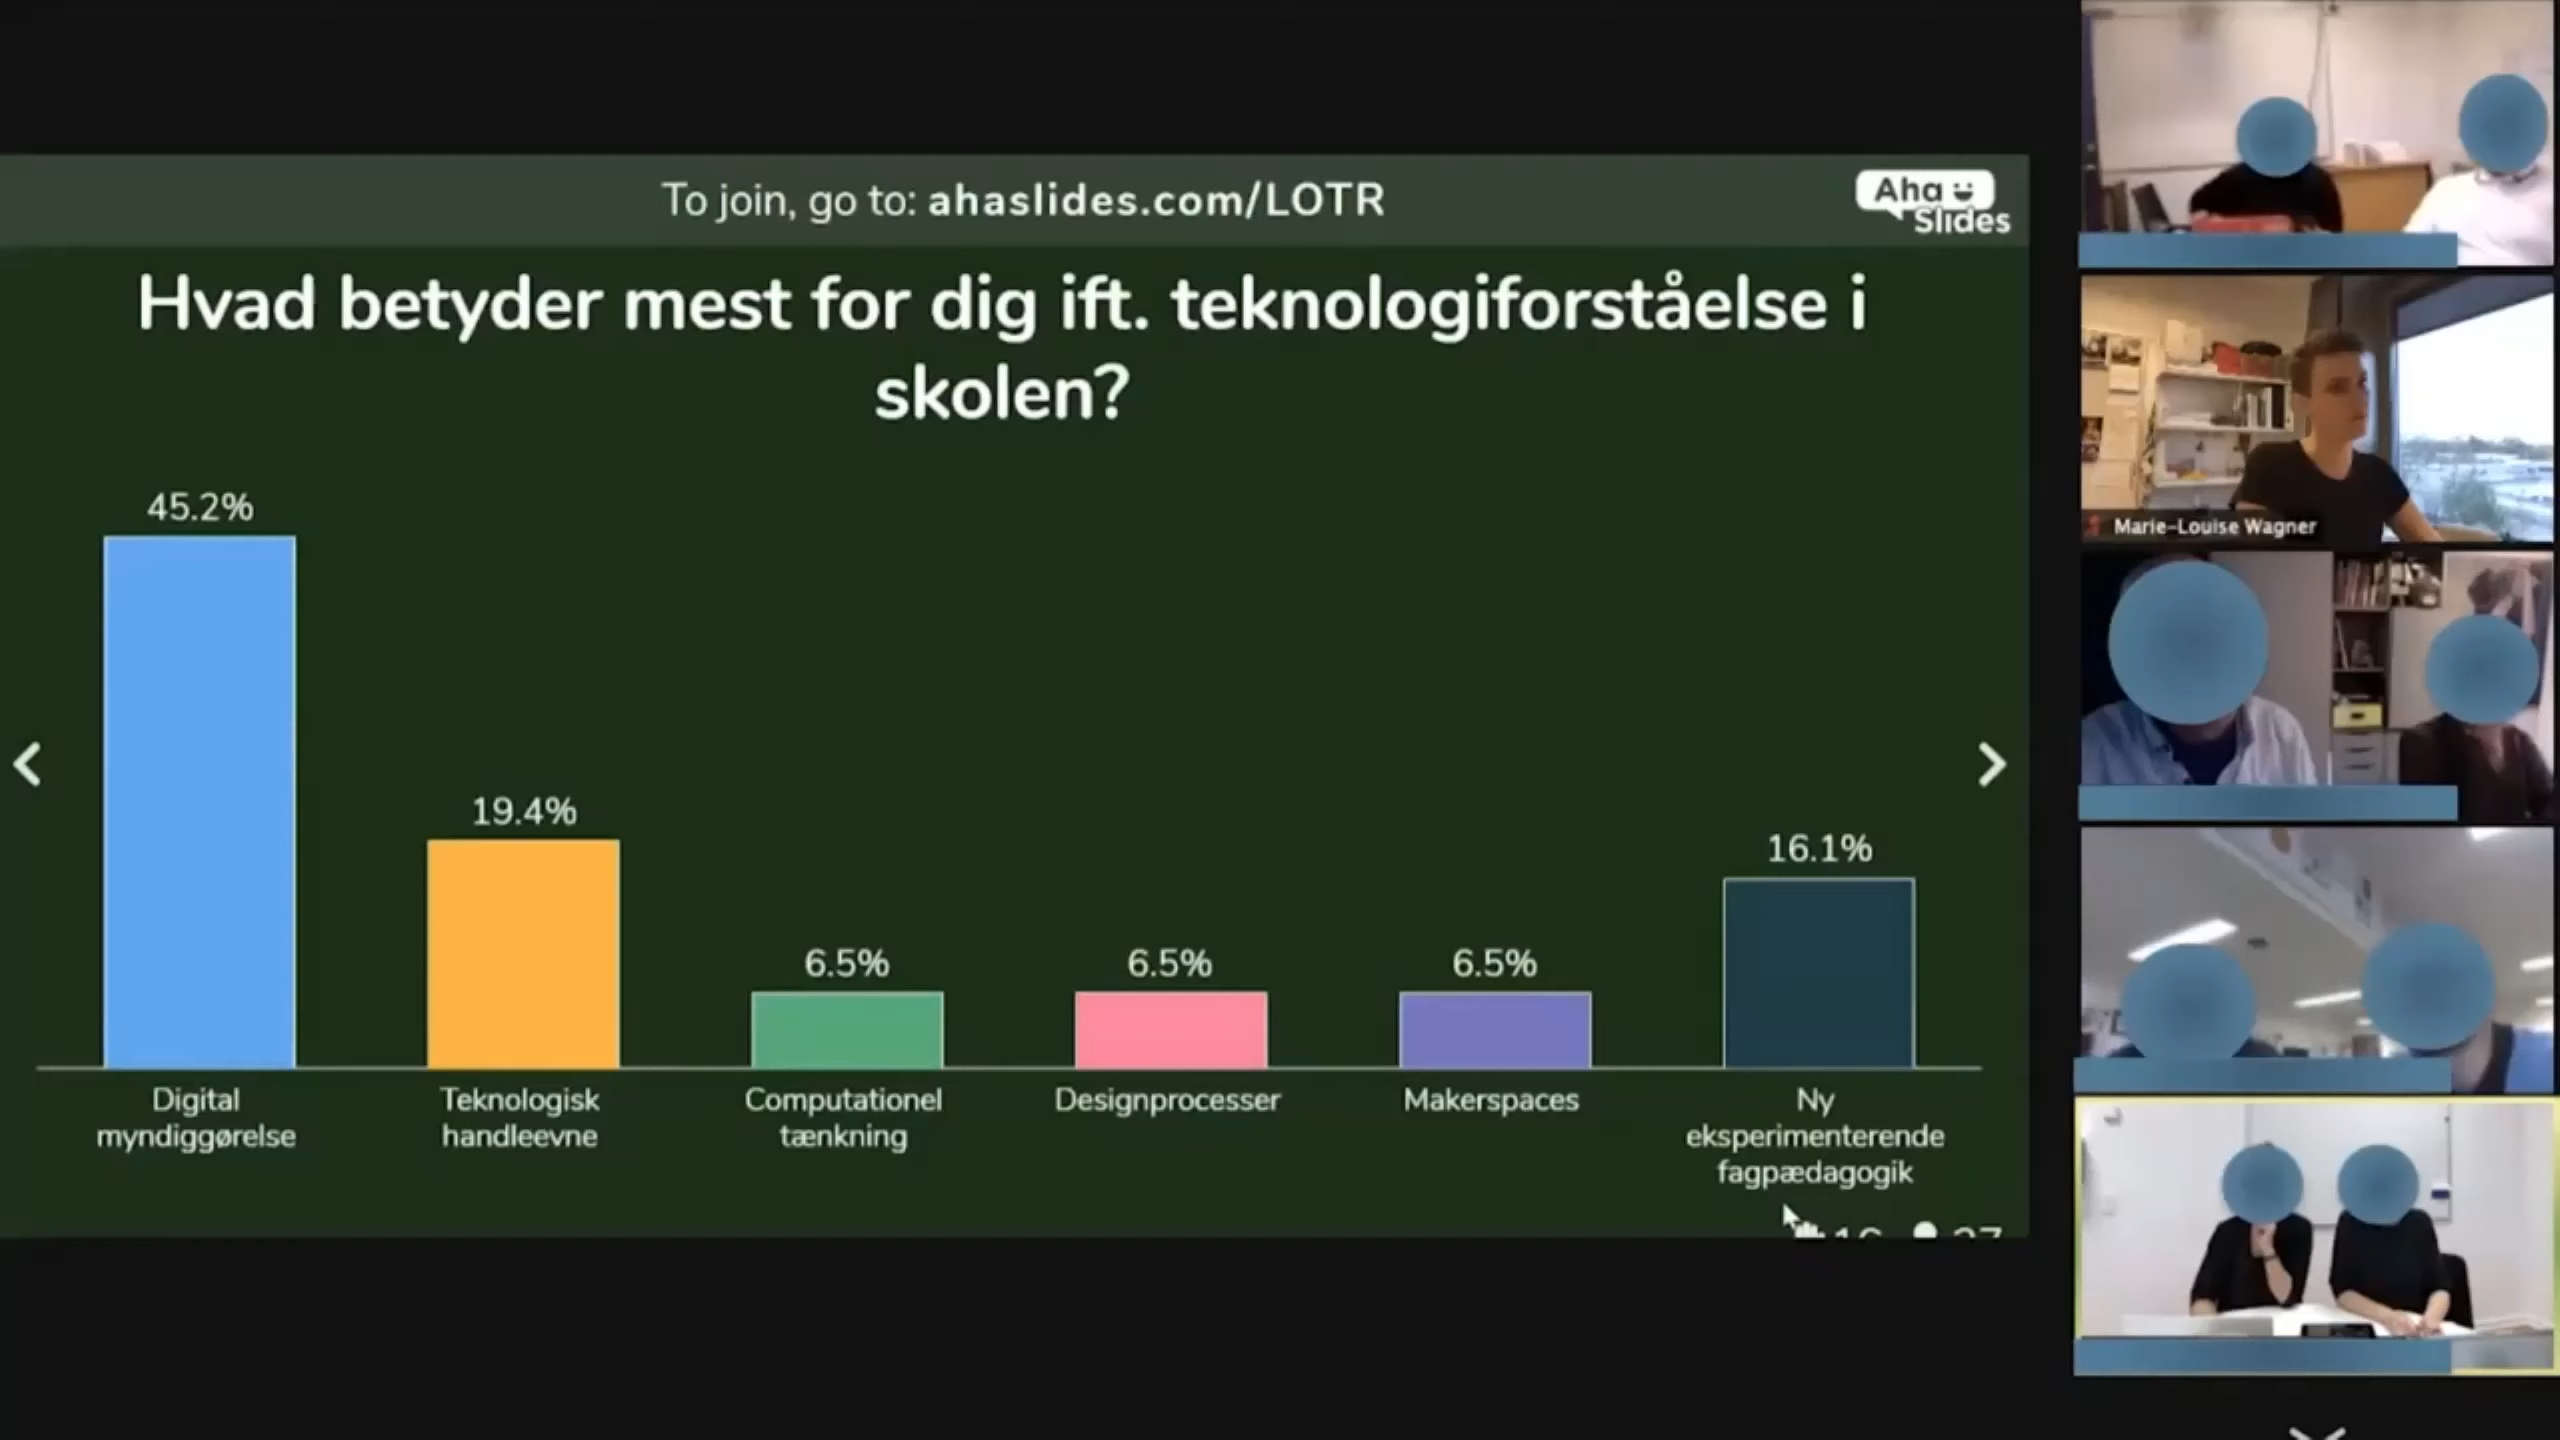 To join, go to: ahaslides.com/LOTR
Aha
Slides
Hvad betyder mest for dig ift. teknologiforståelse i
skolen?
45.2%
19.4%
6.5%
6.5%
6.5%
16.1%
Digital
myndiggørelse
Teknologisk
handleevne
Computationel
tænkning
Designprocesser
Makerspaces
Ny
eksperimenterende
fagpædagogik
Marie-Louise Wagner